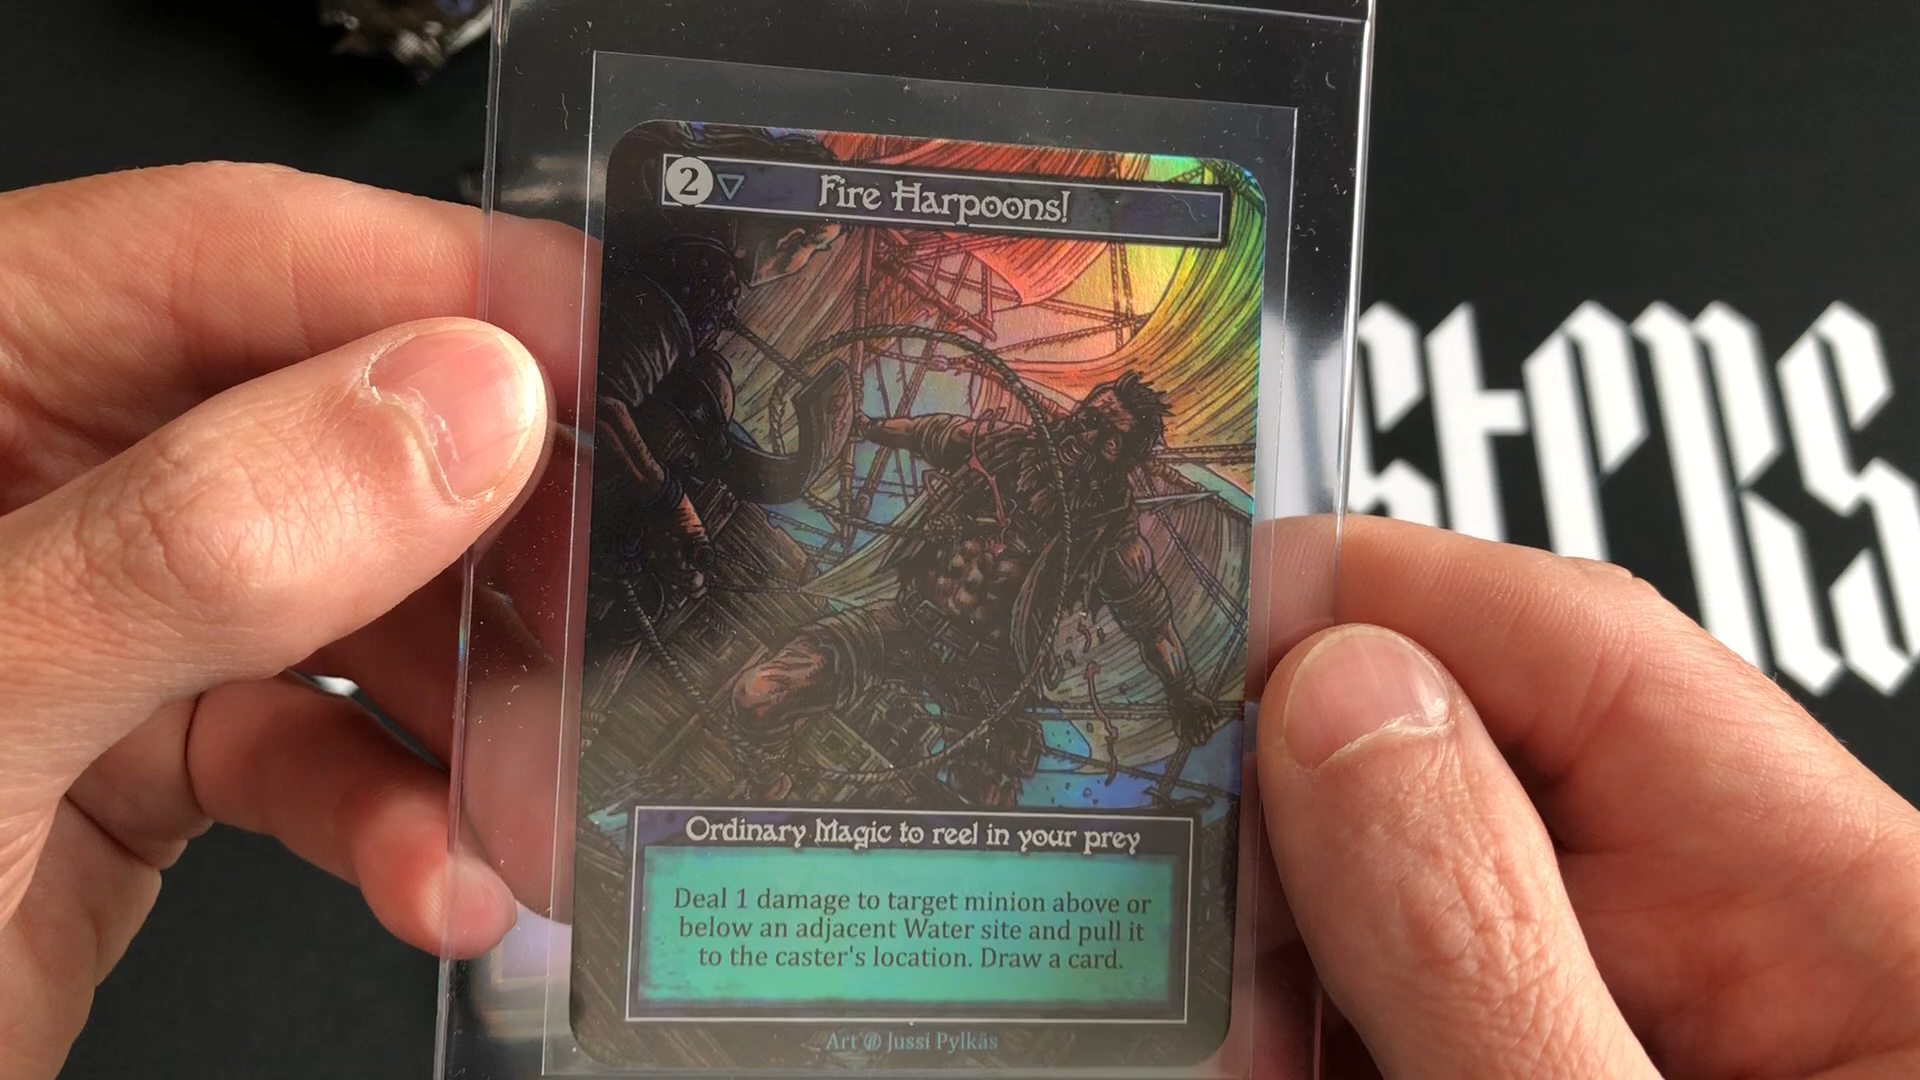 2 Fire Harpoons!
Ordinary Magic to reel in your prey
Deal 1 damage to target minion above or
below an adjacent Water site and pull it
to the caster's location. Draw a card.
Art @ Jussi Pylkäs